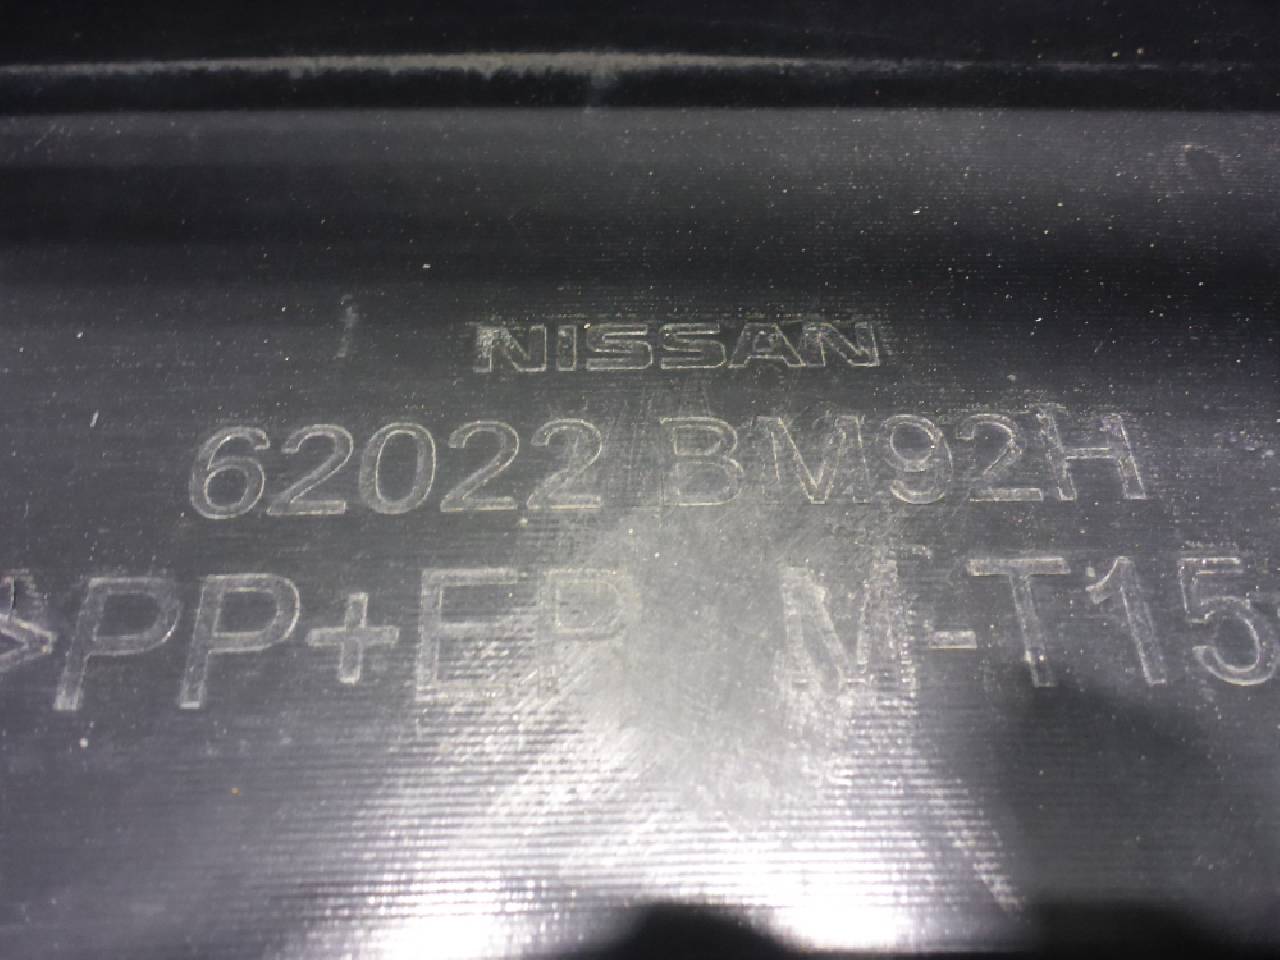 NISSAN
62022 BM92H
>PP+EP M-T15